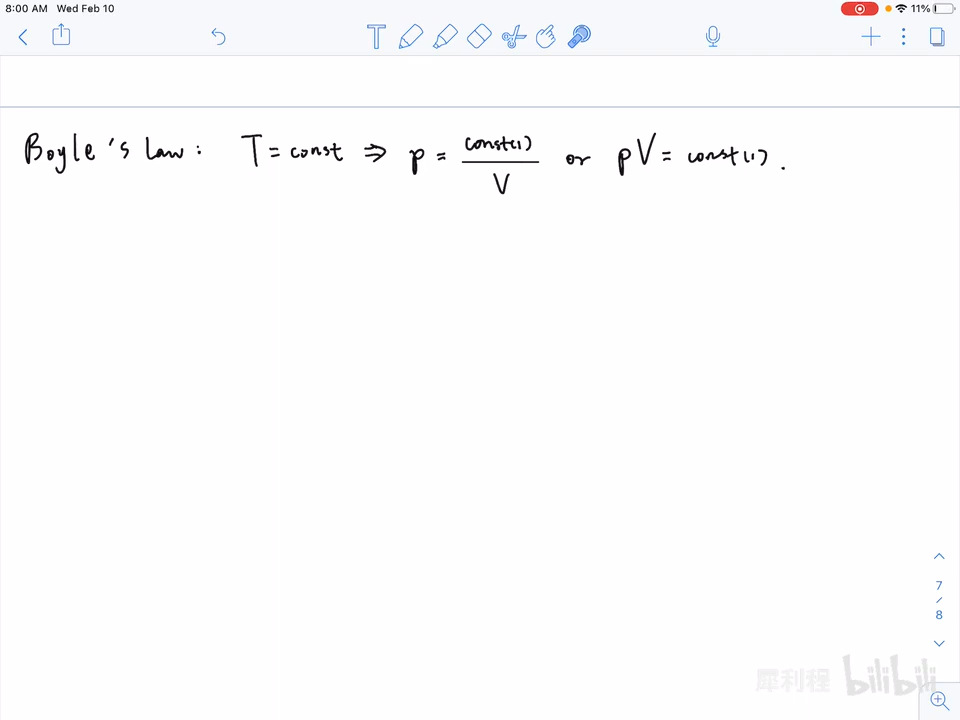 8:00 AM Wed Feb 10
11%
T
Boyle's law: T = const ⇒ p = const(1) / V or pV = const(1).
7
/
8
犀利程 bilibili